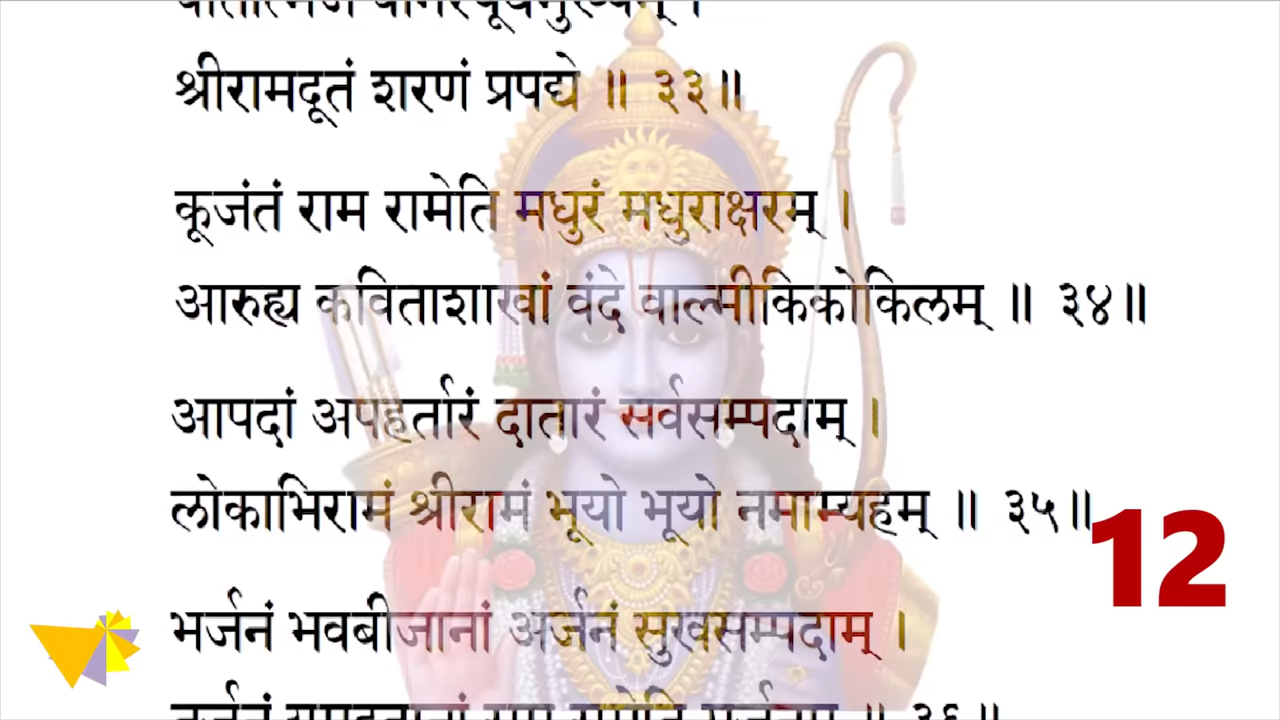 श्रीरामदूतं शरणं प्रपद्ये ॥ ३३॥
कूजंतं राम रामेति मधुरं मधुराक्षरम् ।
आरुह्य कविताशाखां वंदे वाल्मीकिकोकिलम् ॥ ३४॥
आपदां अपहर्तारं दातारं सर्वसम्पदाम् ।
लोकाभिरामं श्रीरामं भूयो भूयो नमाम्यहम् ॥ ३५॥
12
भर्जनं भवबीजानां अर्जनं सुखसम्पदाम् ।